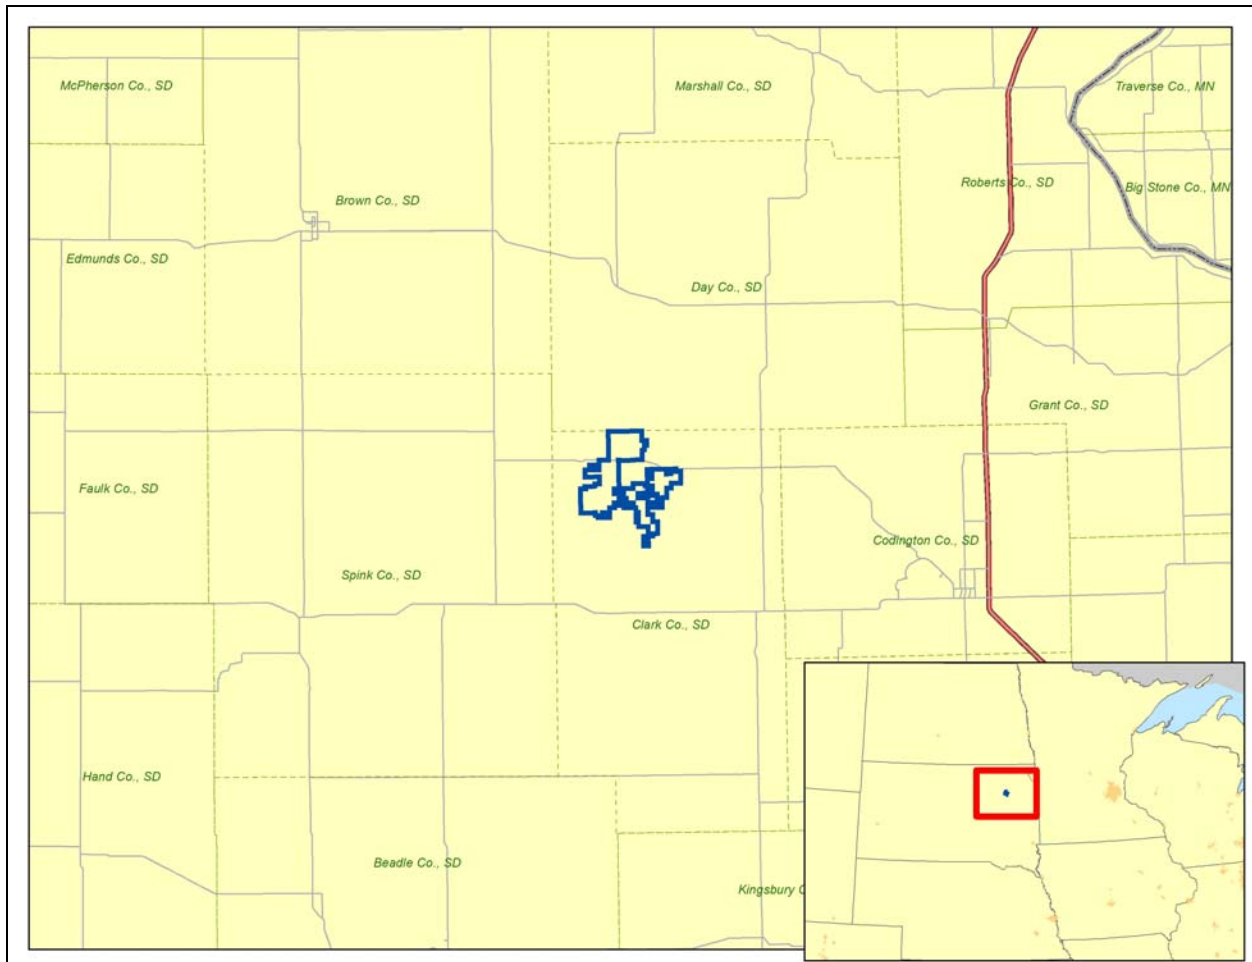 McPherson Co., SD
Marshall Co., SD
Traverse Co., MN
Roberts Co., SD
Big Stone Co., MN
Brown Co., SD
Edmunds Co., SD
Day Co., SD
Grant Co., SD
Faulk Co., SD
Codington Co., SD
Spink Co., SD
Clark Co., SD
Hand Co., SD
Beadle Co., SD
Kingsbury C